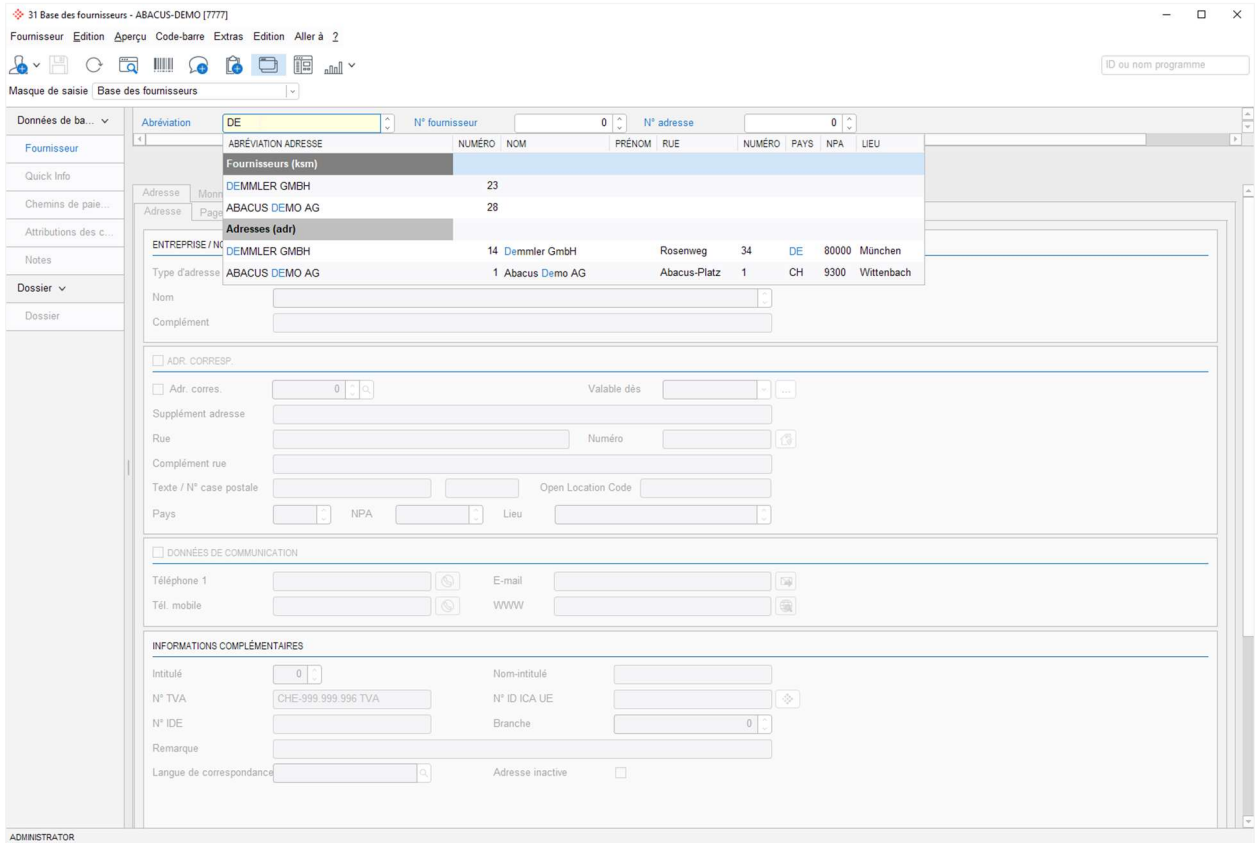 31 Base des fournisseurs - ABACUS-DEMO [7777]
Fournisseur Edition Aperçu Code-barre Extras Edition Aller à ?
ID ou nom programme
Masque de saisie Base des fournisseurs
Données de ba...
Fournisseur
Quick Info
Chemins de paie...
Attributions des c...
Notes
Dossier
Dossier
Abréviation DE N° fournisseur 0 N° adresse 0
ABRÉVIATION ADRESSE NUMÉRO NOM PRÉNOM RUE NUMÉRO PAYS NPA LIEU
Fournisseurs (ksm)
DEMMLER GMBH 23
ABACUS DEMO AG 28
Adresses (adr)
DEMMLER GMBH 14 Demmler GmbH Rosenweg 34 DE 80000 München
ABACUS DEMO AG 1 Abacus Demo AG Abacus-Platz 1 CH 9300 Wittenbach
Adresse Monn
Adresse Page
ENTREPRISE / NO
Type d'adresse
Nom
Complément
ADR. CORRESP.
Adr. corres. 0 Valable dès ...
Supplément adresse
Rue Numéro
Complément rue
Texte / N° case postale Open Location Code
Pays NPA Lieu
DONNÉES DE COMMUNICATION
Téléphone 1 E-mail
Tél. mobile WWW
INFORMATIONS COMPLÉMENTAIRES
Intitulé 0 Nom-intitulé
N° TVA CHE-999.999.996 TVA N° ID ICA UE
N° IDE Branche 0
Remarque
Langue de correspondance Adresse inactive
ADMINISTRATOR